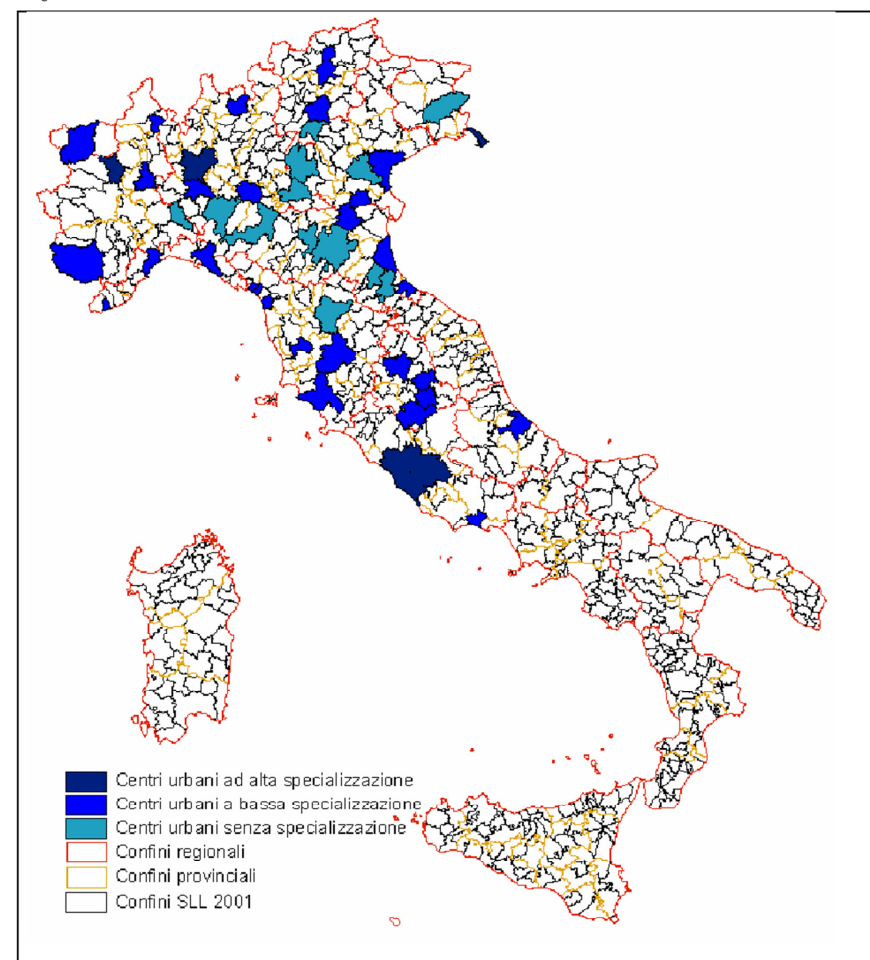 Centri urbani ad alta specializzazione
Centri urbani a bassa specializzazione
Centri urbani senza specializzazione
Confini regionali
Confini provinciali
Confini SLL 2001